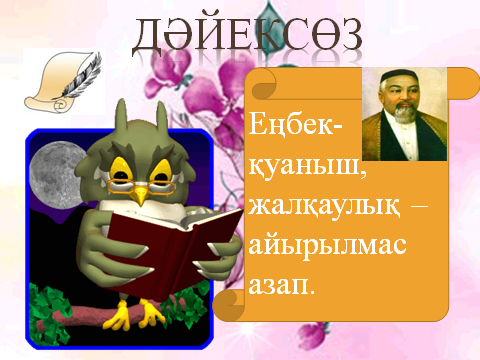 ДӘЙЕКСӨЗ
Еңбек-
қуаныш,
жалқаулық –
айырылмас
азап.